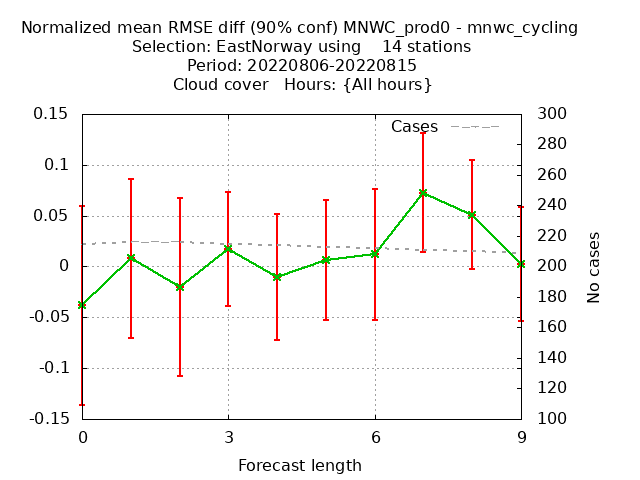 Normalized mean RMSE diff (90% conf) MNWC_prod0 - mnwc_cycling
Selection: EastNorway using 14 stations
Period: 20220806-20220815
Cloud cover Hours: {All hours}
0.15
0.1
0.05
0
-0.05
-0.1
-0.15
Cases
300
280
260
240
220
200
180
160
140
120
100
No cases
0 3 6 9
Forecast length